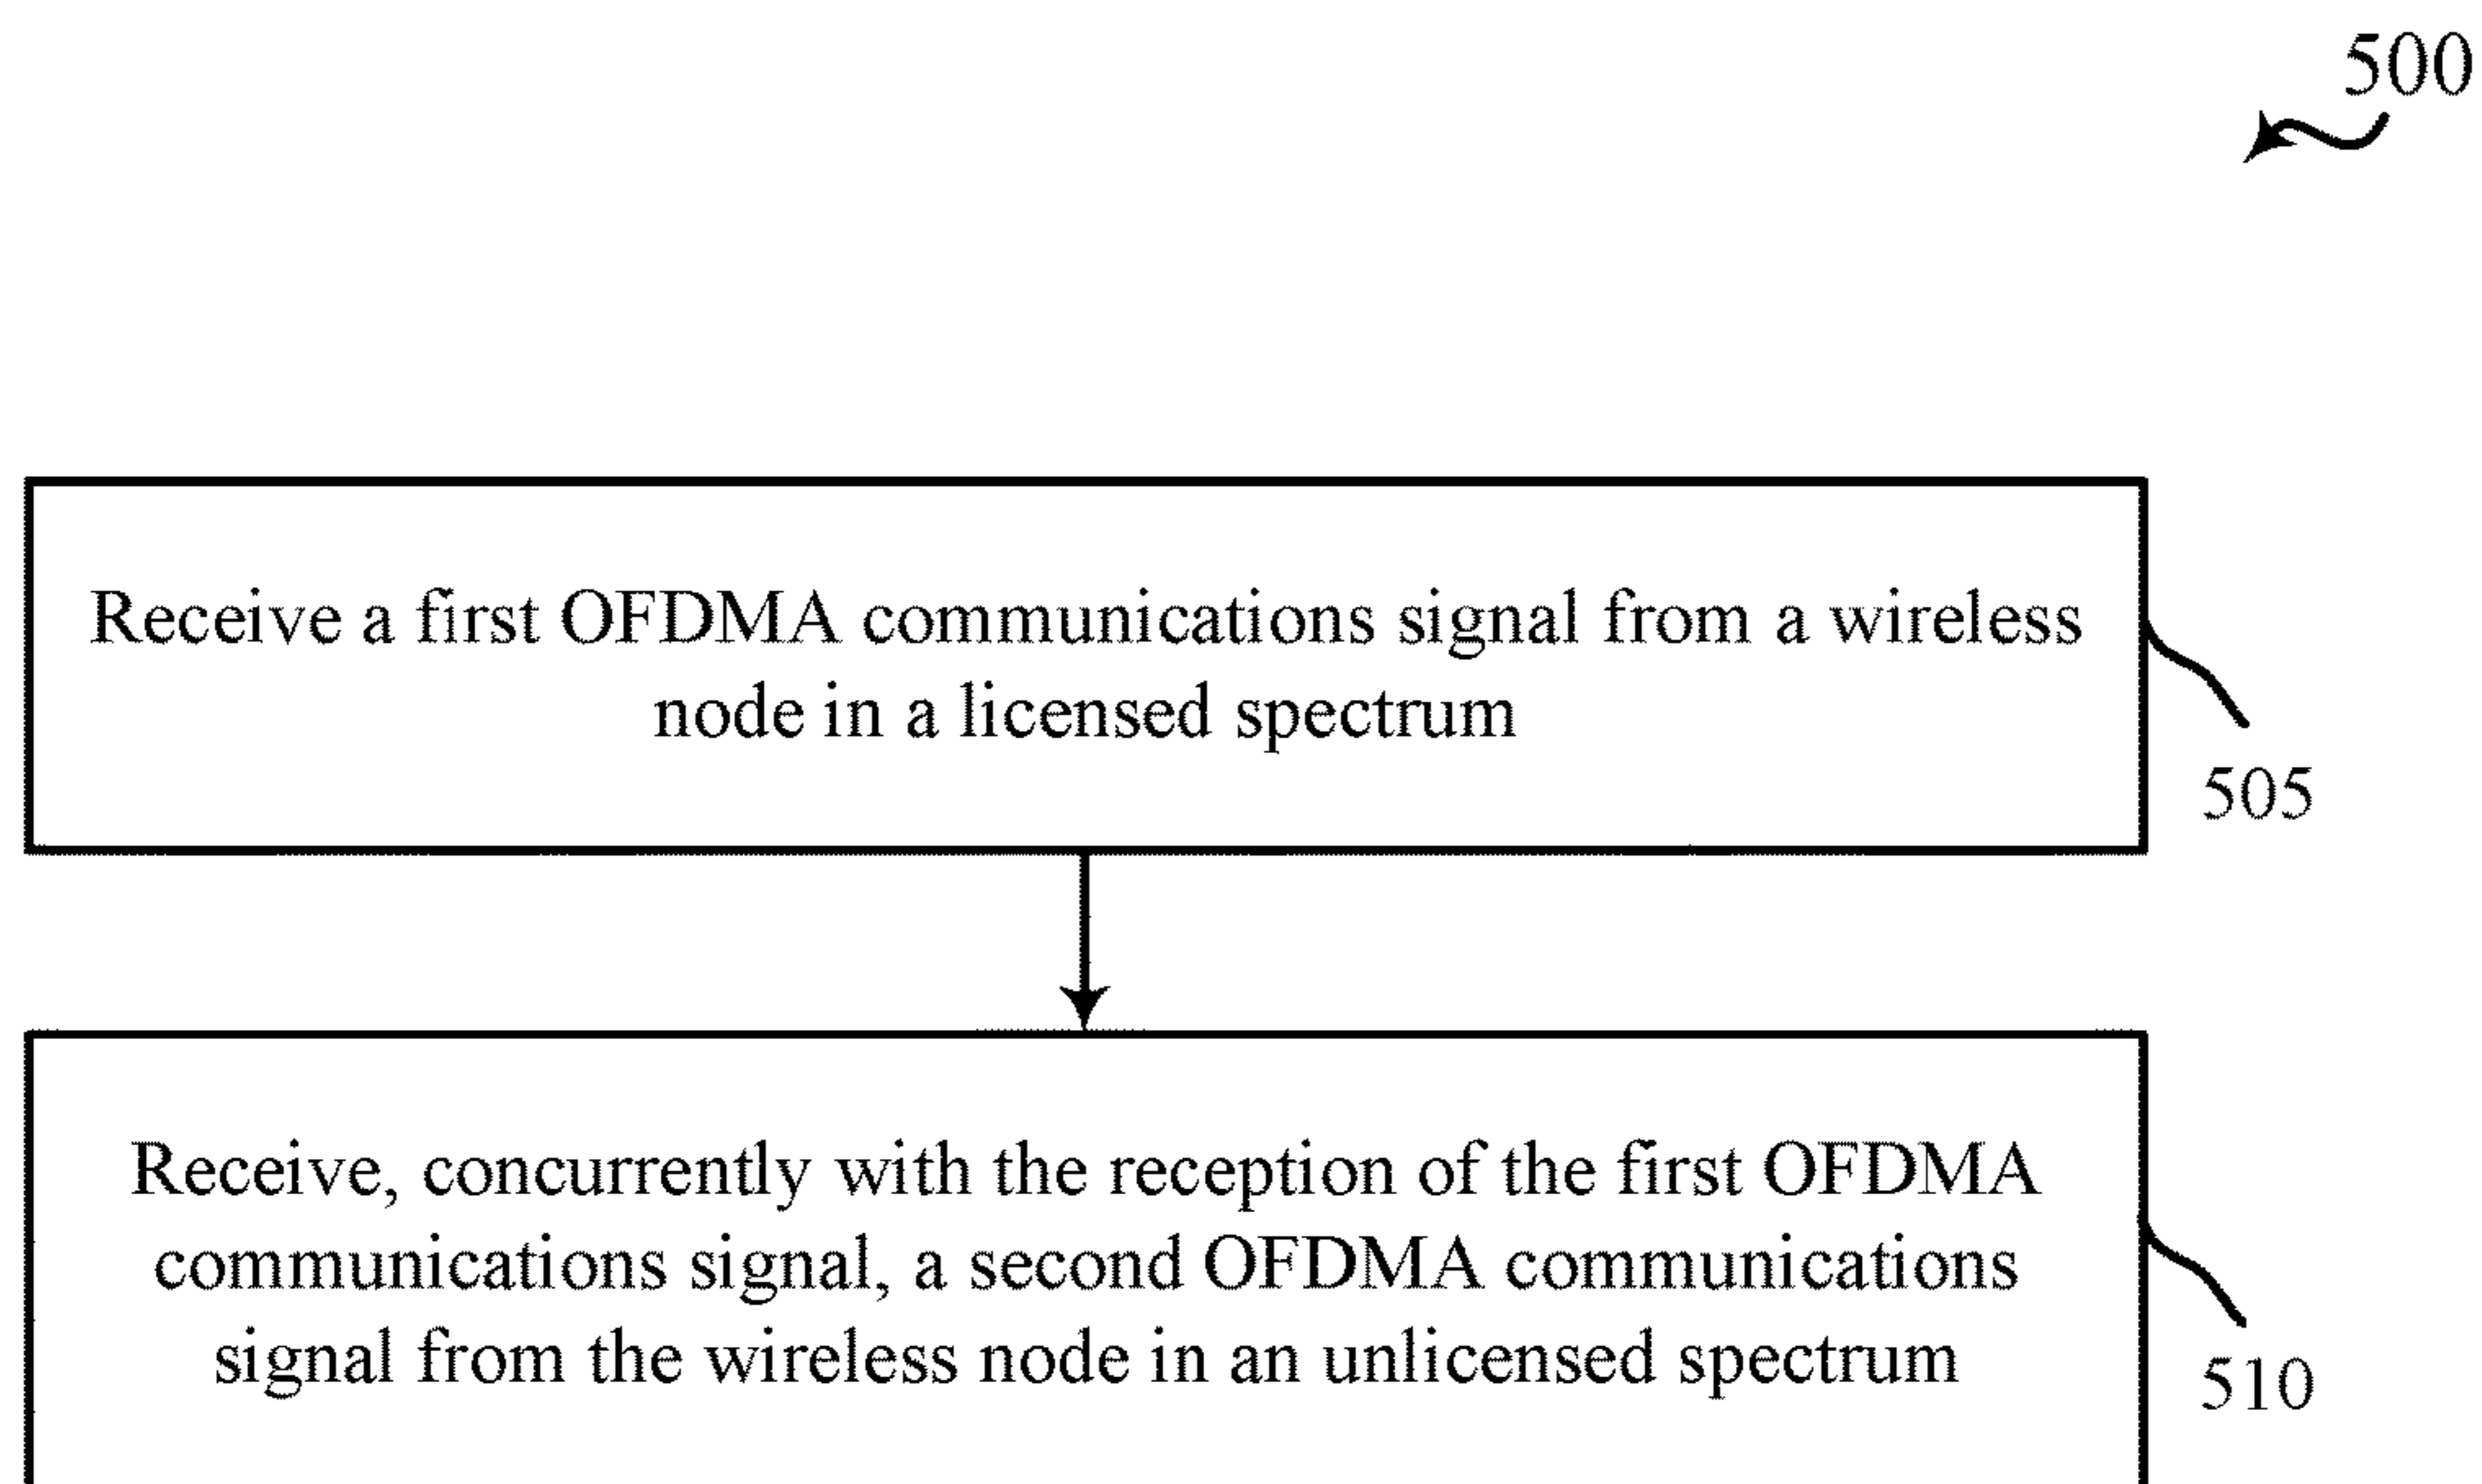 500
Receive a first OFDMA communications signal from a wireless
node in a licensed spectrum
505
Receive, concurrently with the reception of the first OFDMA
communications signal, a second OFDMA communications
signal from the wireless node in an unlicensed spectrum
510